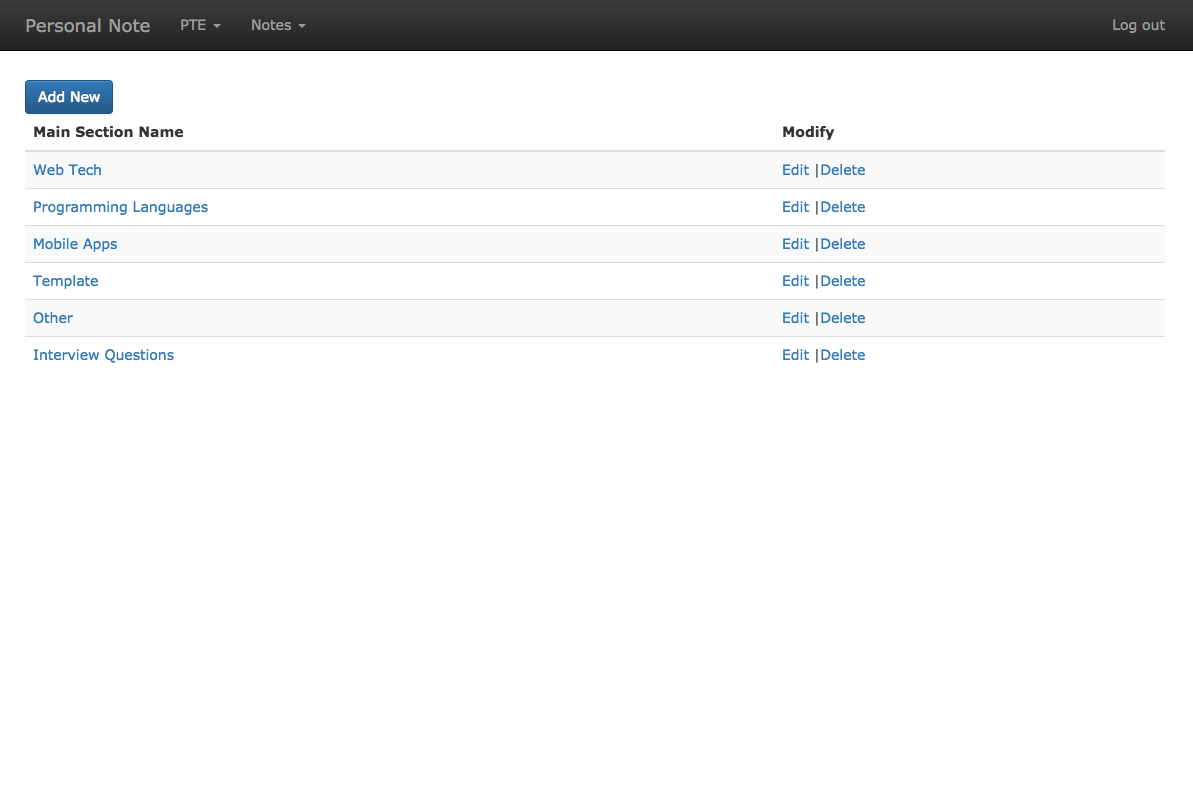 Personal Note PTE Notes Log out
Add New
Main Section Name Modify
Web Tech Edit |Delete
Programming Languages Edit |Delete
Mobile Apps Edit |Delete
Template Edit |Delete
Other Edit |Delete
Interview Questions Edit |Delete